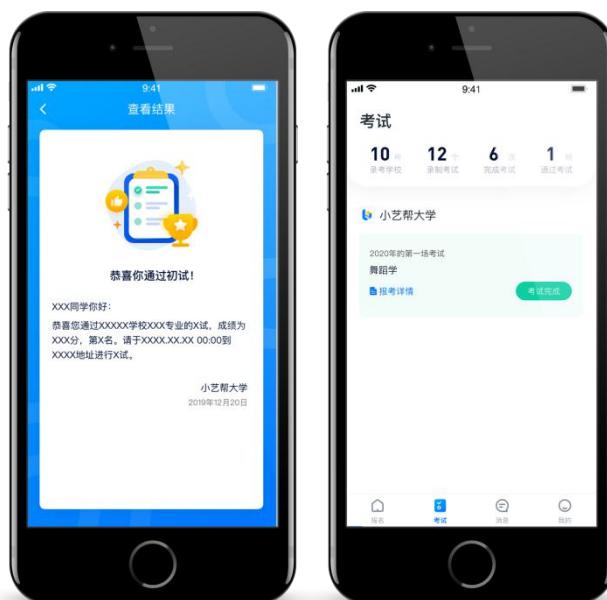 9:41
查看结果
恭喜你通过初试!
XXX同学你好:
恭喜您通过XXXXX学校XXX专业的X试, 成绩为
XXX分, 第X名。请于XXXX.XX.XX 00:00到
XXXX地址进行X试。
小艺帮大学
2019年12月20日
9:41
考试
10 12 6 1
录考学校 录制考试 完成考试 通过考试
小艺帮大学
2020年的第一场考试
舞蹈学
报考详情 考试完成
报名 考试 消息 我的